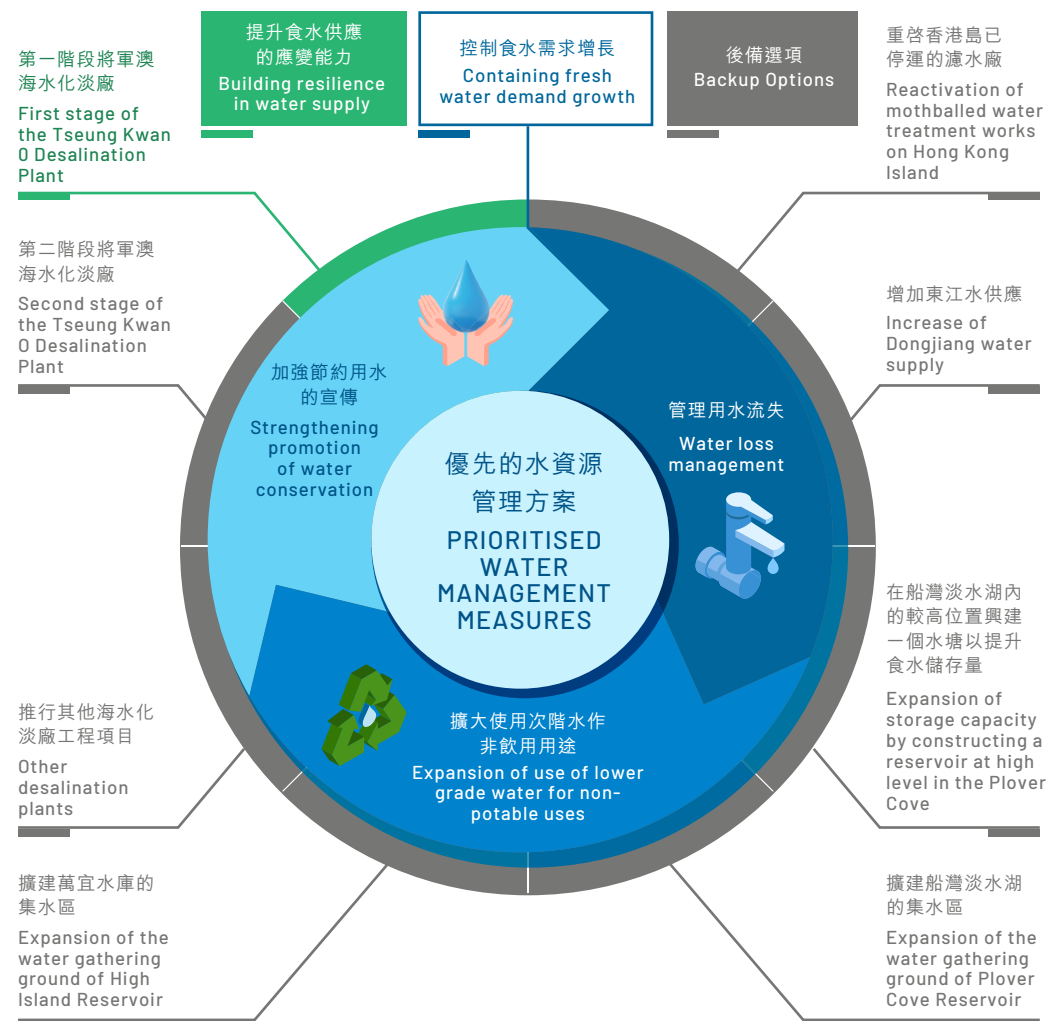 第一階段將軍澳
海水化淡廠
First stage of
the Tseung Kwan
O Desalination
Plant
提升食水供應
的應變能力
Building resilience
in water supply
控制食水需求增長
Containing fresh
water demand growth
後備選項
Backup Options
重啓香港島已
停運的濾水廠
Reactivation of
mothballed water
treatment works
on Hong Kong
Island
第二階段將軍澳
海水化淡廠
Second stage of
the Tseung Kwan
O Desalination
Plant
增加東江水供應
Increase of
Dongjiang water
supply
加強節約用水
的宣傳
Strengthening
promotion
of water
conservation
管理用水流失
Water loss
management
優先的水資源
管理方案
PRIORITISED
WATER
MANAGEMENT
MEASURES
擴大使用次階水作
非飲用用途
Expansion of use of lower
grade water for non-
potable uses
推行其他海水化
淡廠工程項目
Other
desalination
plants
在船灣淡水湖內
的較高位置興建
一個水塘以提升
食水儲存量
Expansion of
storage capacity
by constructing a
reservoir at high
level in the Plover
Cove
擴建萬宜水庫的
集水區
Expansion of the
water gathering
ground of High
Island Reservoir
擴建船灣淡水湖
的集水區
Expansion of the
water gathering
ground of Plover
Cove Reservoir